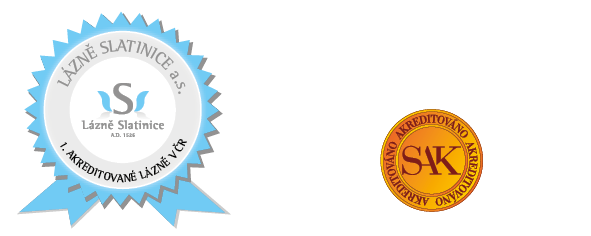 LÁZNĚ SLATINICE a.s.
S
Lázně Slatinice
A.D. 1526
1. AKREDITOVANÉ LÁZNĚ V ČR
AKREDITOVÁNO AKREDITOVÁNO AKREDITOVÁNO
SAK